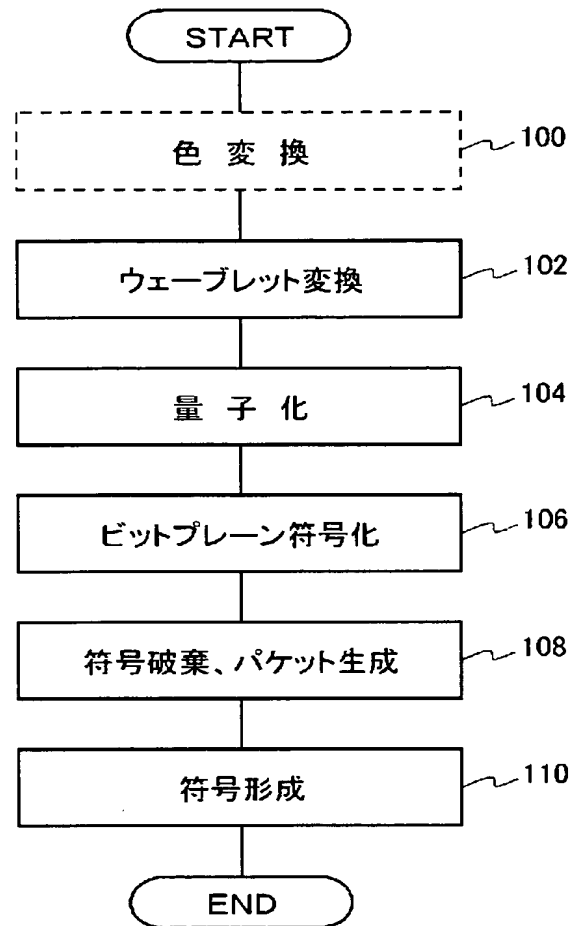 START
色変換
100
ウェーブレット変換
102
量子化
104
ビットプレーン符号化
106
符号破棄、パケット生成
108
符号形成
110
END